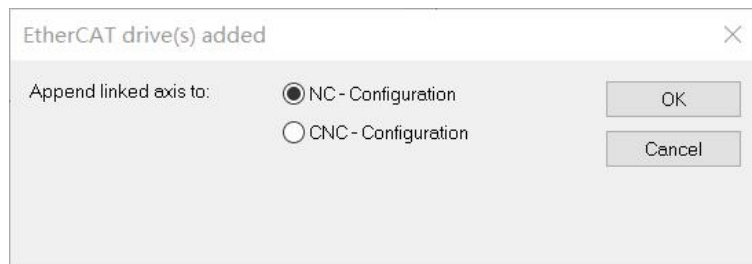 EtherCAT drive(s) added
Append linked axis to:
NC - Configuration
OK
CNC - Configuration
Cancel